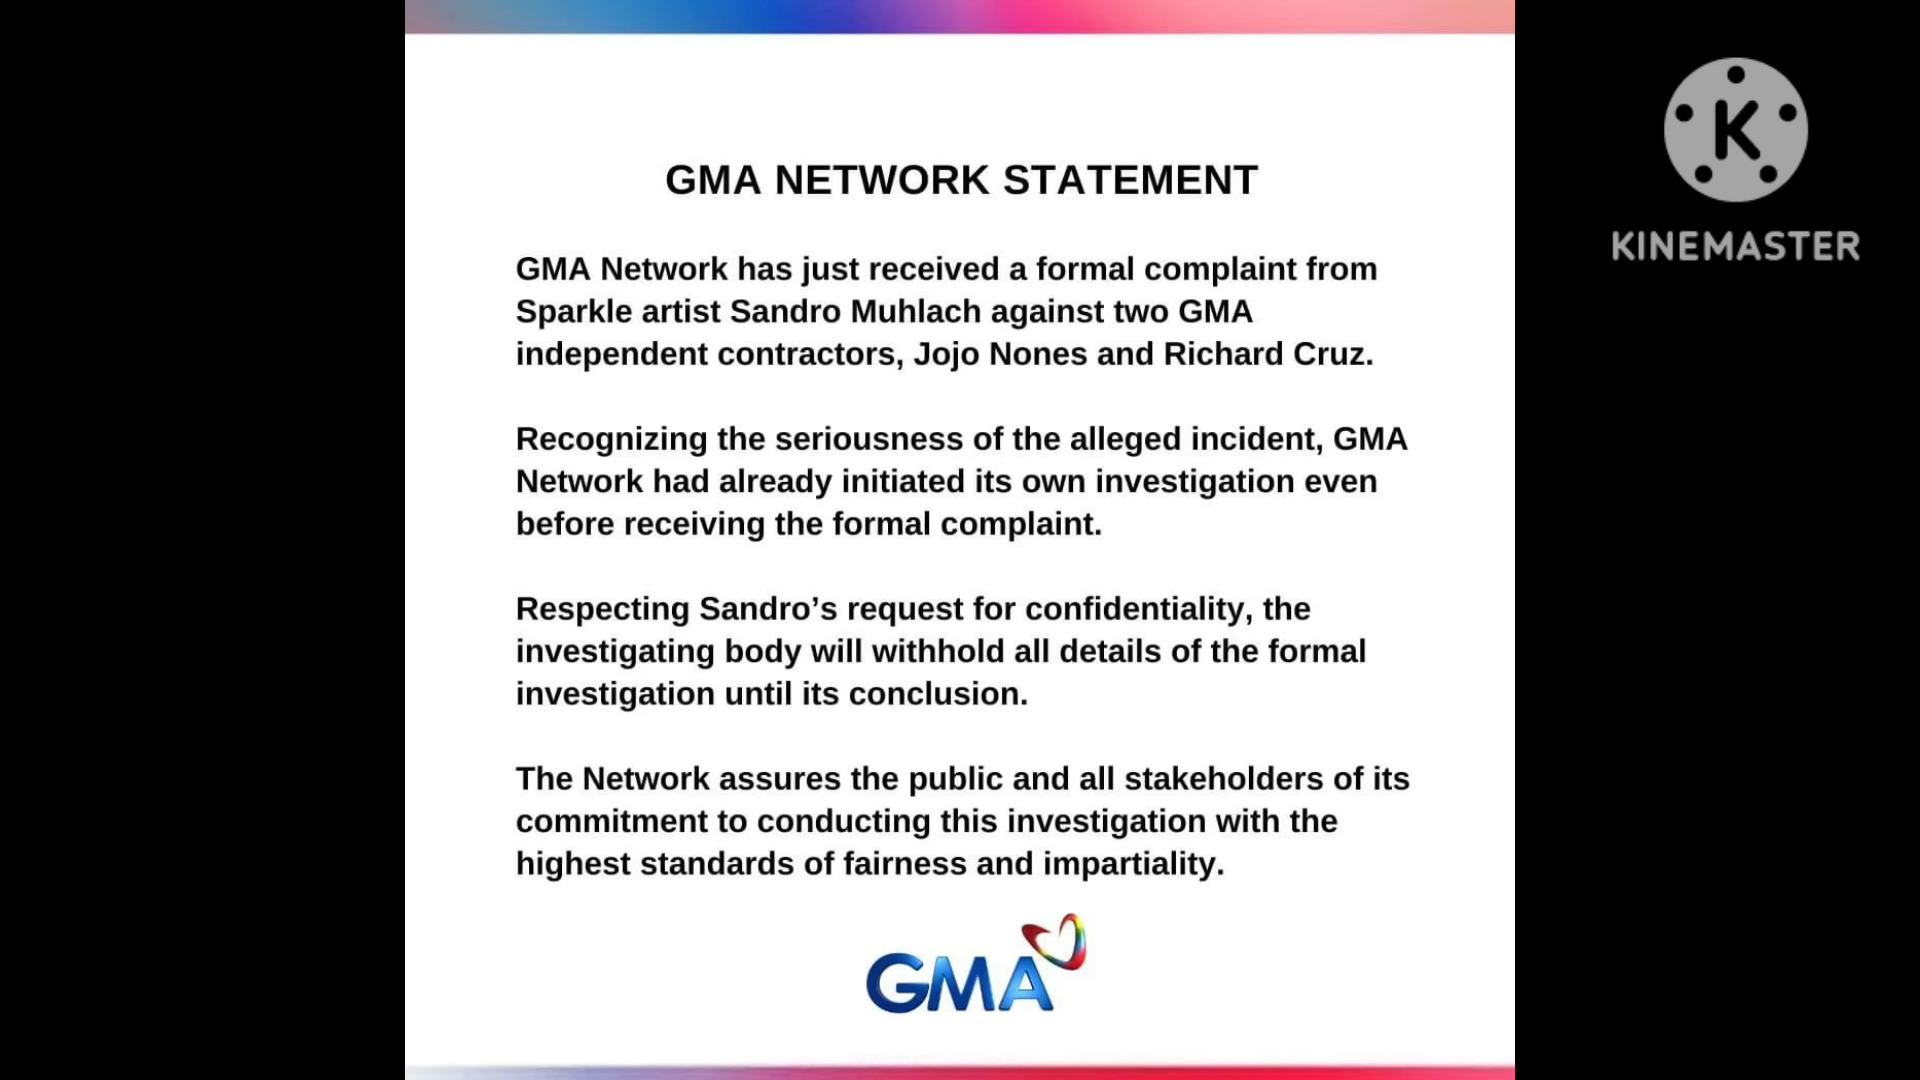 GMA NETWORK STATEMENT
GMA Network has just received a formal complaint from
Sparkle artist Sandro Muhlach against two GMA
independent contractors, Jojo Nones and Richard Cruz.
Recognizing the seriousness of the alleged incident, GMA
Network had already initiated its own investigation even
before receiving the formal complaint.
Respecting Sandro’s request for confidentiality, the
investigating body will withhold all details of the formal
investigation until its conclusion.
The Network assures the public and all stakeholders of its
commitment to conducting this investigation with the
highest standards of fairness and impartiality.
GMA
K
KINEMASTER